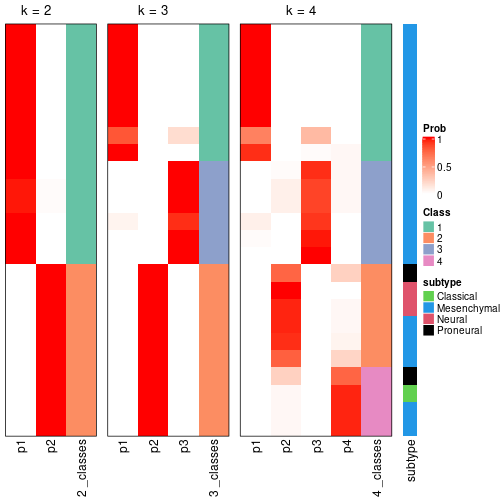 k = 2
k = 3
k = 4
p1
p2
2_classes
p1
p2
p3
3_classes
p1
p2
p3
p4
4_classes
subtype
Prob
1
0.5
0
Class
1
2
3
4
subtype
Classical
Mesenchymal
Neural
Proneural